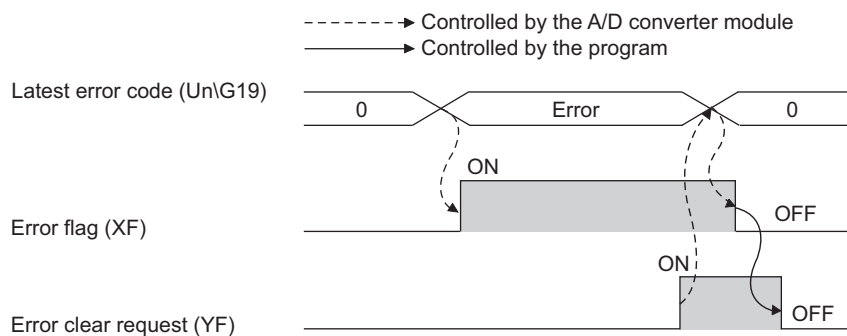 Controlled by the A/D converter module
Controlled by the program
Latest error code (Un\G19)
0 Error 0
ON
OFF
Error flag (XF)
ON
OFF
Error clear request (YF)